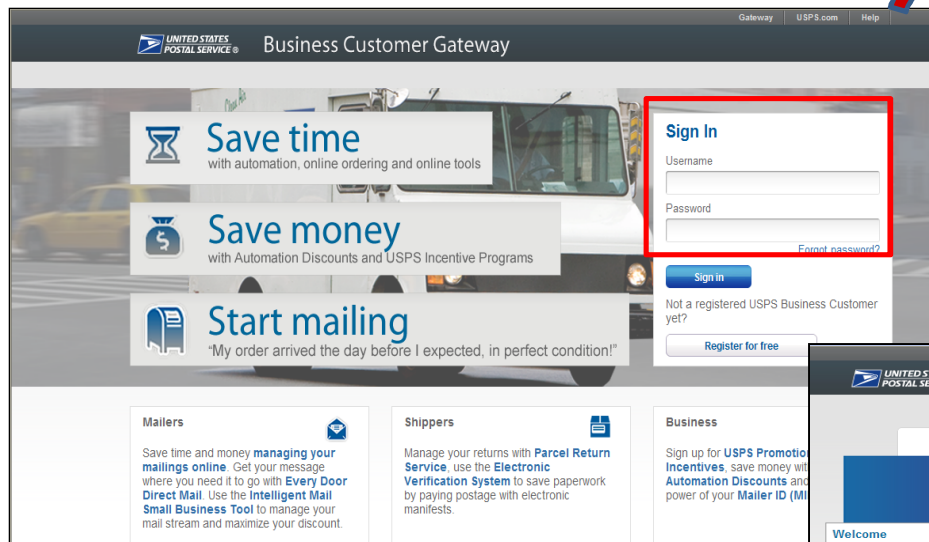 Gateway USPS.com Help
UNITED STATES
POSTAL SERVICE ®
Business Customer Gateway
Save time
with automation, online ordering and online tools
Save money
with Automation Discounts and USPS Incentive Programs
Start mailing
“My order arrived the day before I expected, in perfect condition!”
Sign In
Username
Password
Forgot password?
Sign in
Not a registered USPS Business Customer
yet?
Register for free
Mailers
Save time and money managing your
mailings online. Get your message
where you need it to go with Every Door
Direct Mail. Use the Intelligent Mail
Small Business Tool to manage your
mail stream and maximize your discount.
Shippers
Manage your returns with Parcel Return
Service, use the Electronic
Verification System to save paperwork
by paying postage with electronic
manifests.
Business
Sign up for USPS Promotio
Incentives, save money wit
Automation Discounts and
power of your Mailer ID (MI
UNITED S
POSTAL SE
Welcome